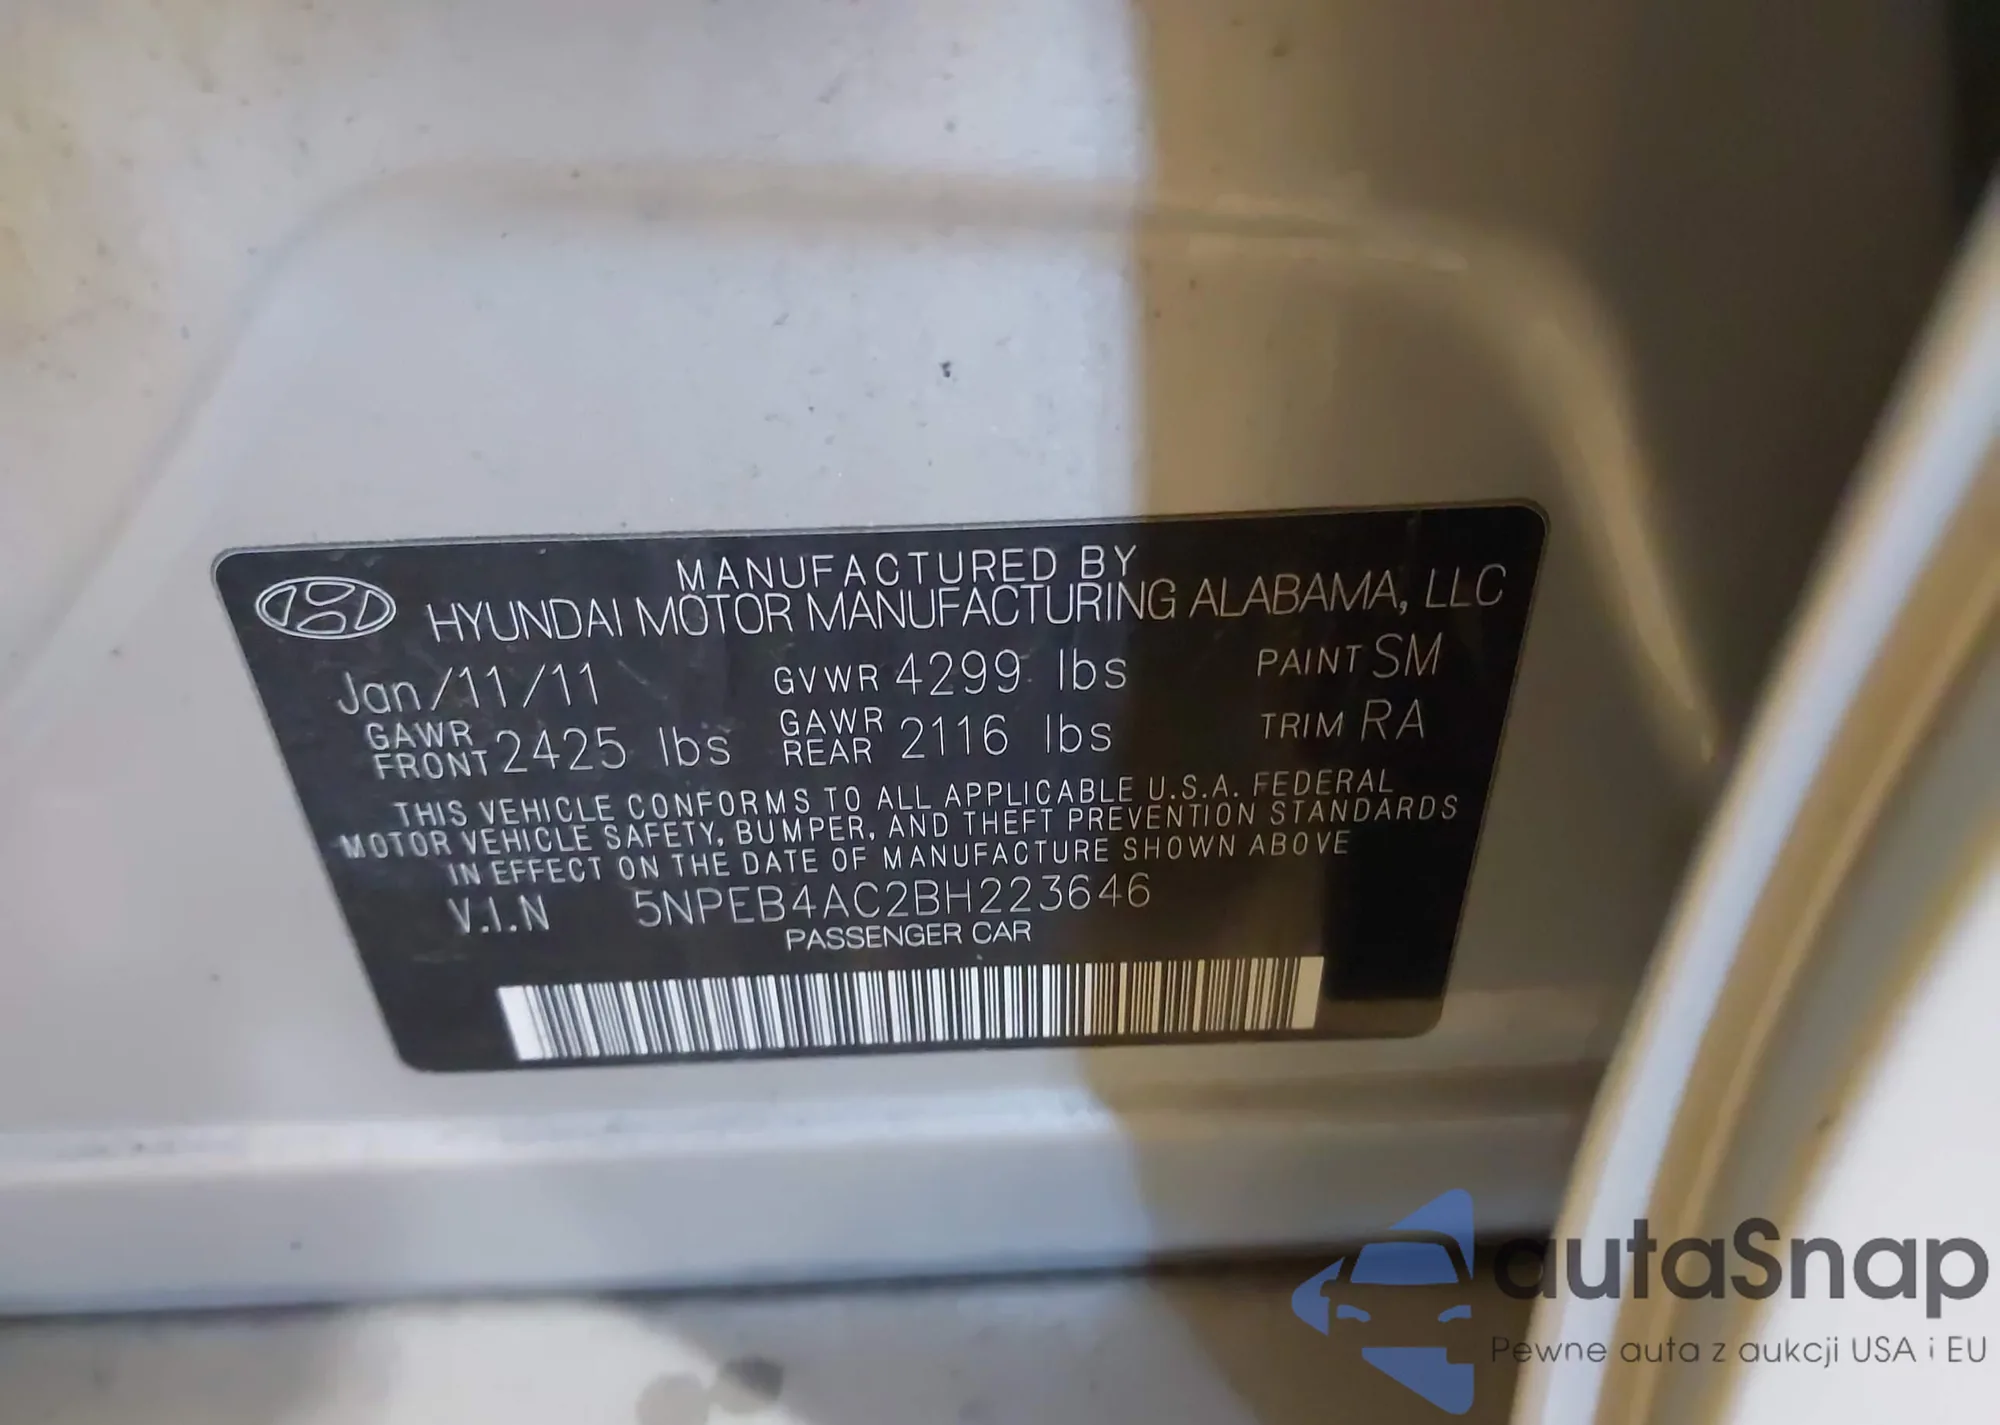 MANUFACTURED BY
HYUNDAI MOTOR MANUFACTURING ALABAMA, LLC
Jan/11/11 GVWR 4299 lbs PAINT SM
GAWR FRONT 2425 lbs GAWR REAR 2116 lbs TRIM RA
THIS VEHICLE CONFORMS TO ALL APPLICABLE U.S.A. FEDERAL
MOTOR VEHICLE SAFETY, BUMPER, AND THEFT PREVENTION STANDARDS
IN EFFECT ON THE DATE OF MANUFACTURE SHOWN ABOVE
V.I.N 5NPEB4AC2BH223646
PASSENGER CAR
autaSnap
Pewne auta z aukcji USA i EU